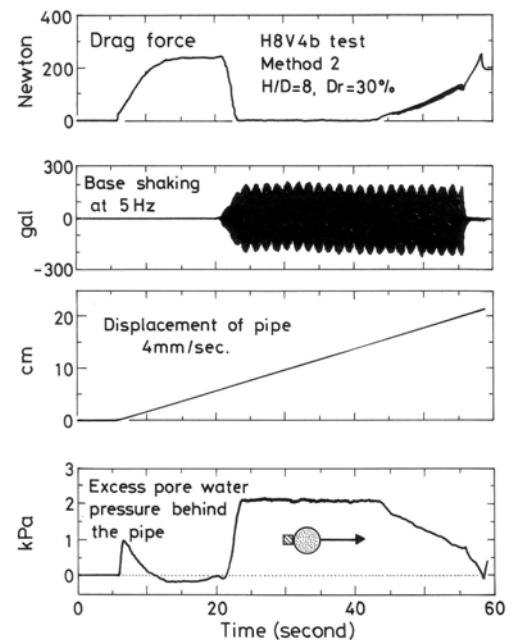 Newton
400
200
0
Drag force
H8V4b test
Method 2
H/D=8, Dr=30%
gal
300
0
-300
Base shaking
at 5 Hz
cm
20
10
0
Displacement of pipe
4mm/sec.
kPa
3
2
1
0
Excess pore water
pressure behind
the pipe
0 20 40 60
Time (second)